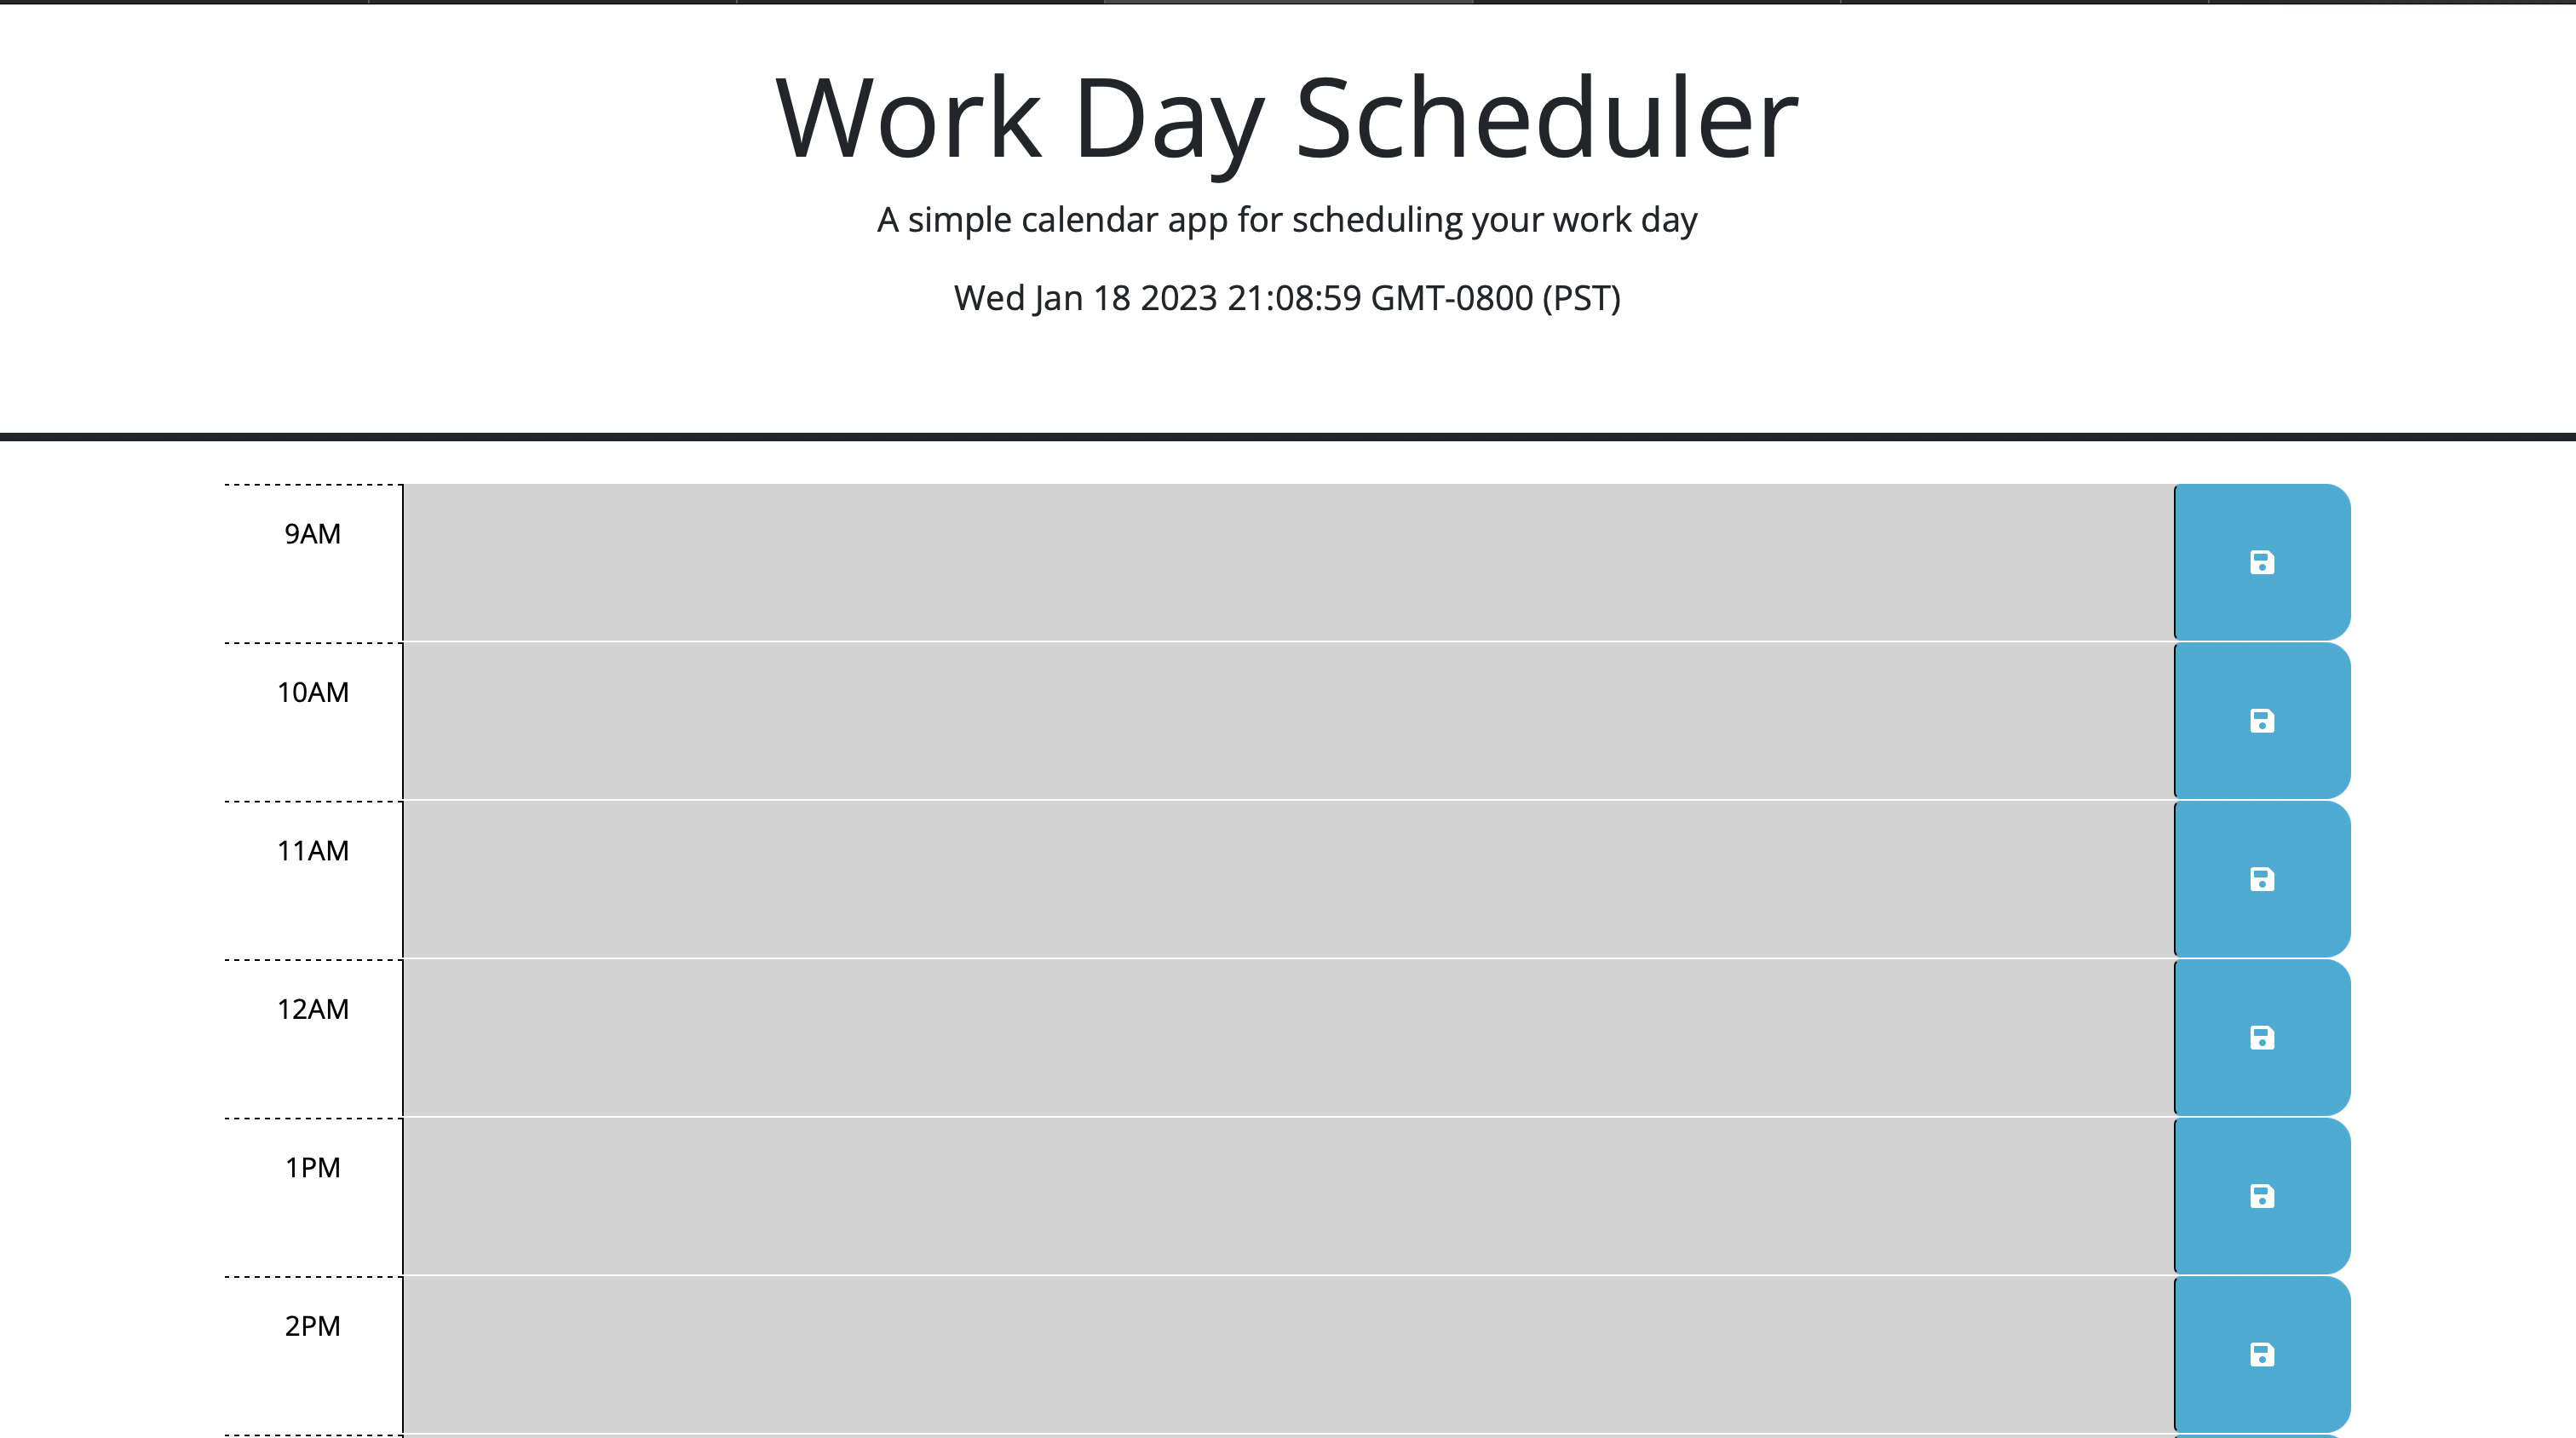 Work Day Scheduler
A simple calendar app for scheduling your work day
Wed Jan 18 2023 21:08:59 GMT-0800 (PST)
9AM
10AM
11AM
12AM
1PM
2PM